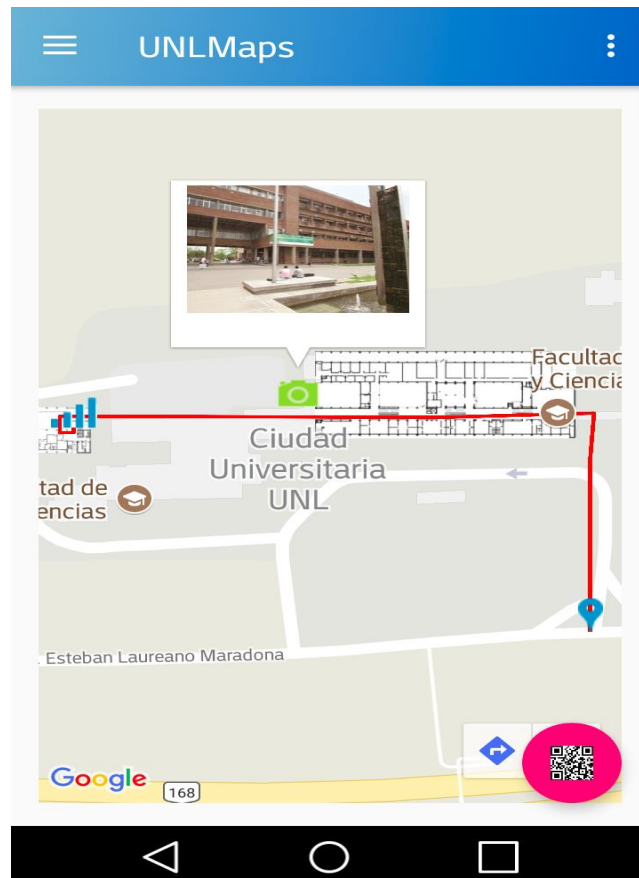 UNLMaps
Facultad
y Ciencia
Ciudad
Universitaria
UNL
tad de
encias
. Esteban Laureano Maradona
Google
168